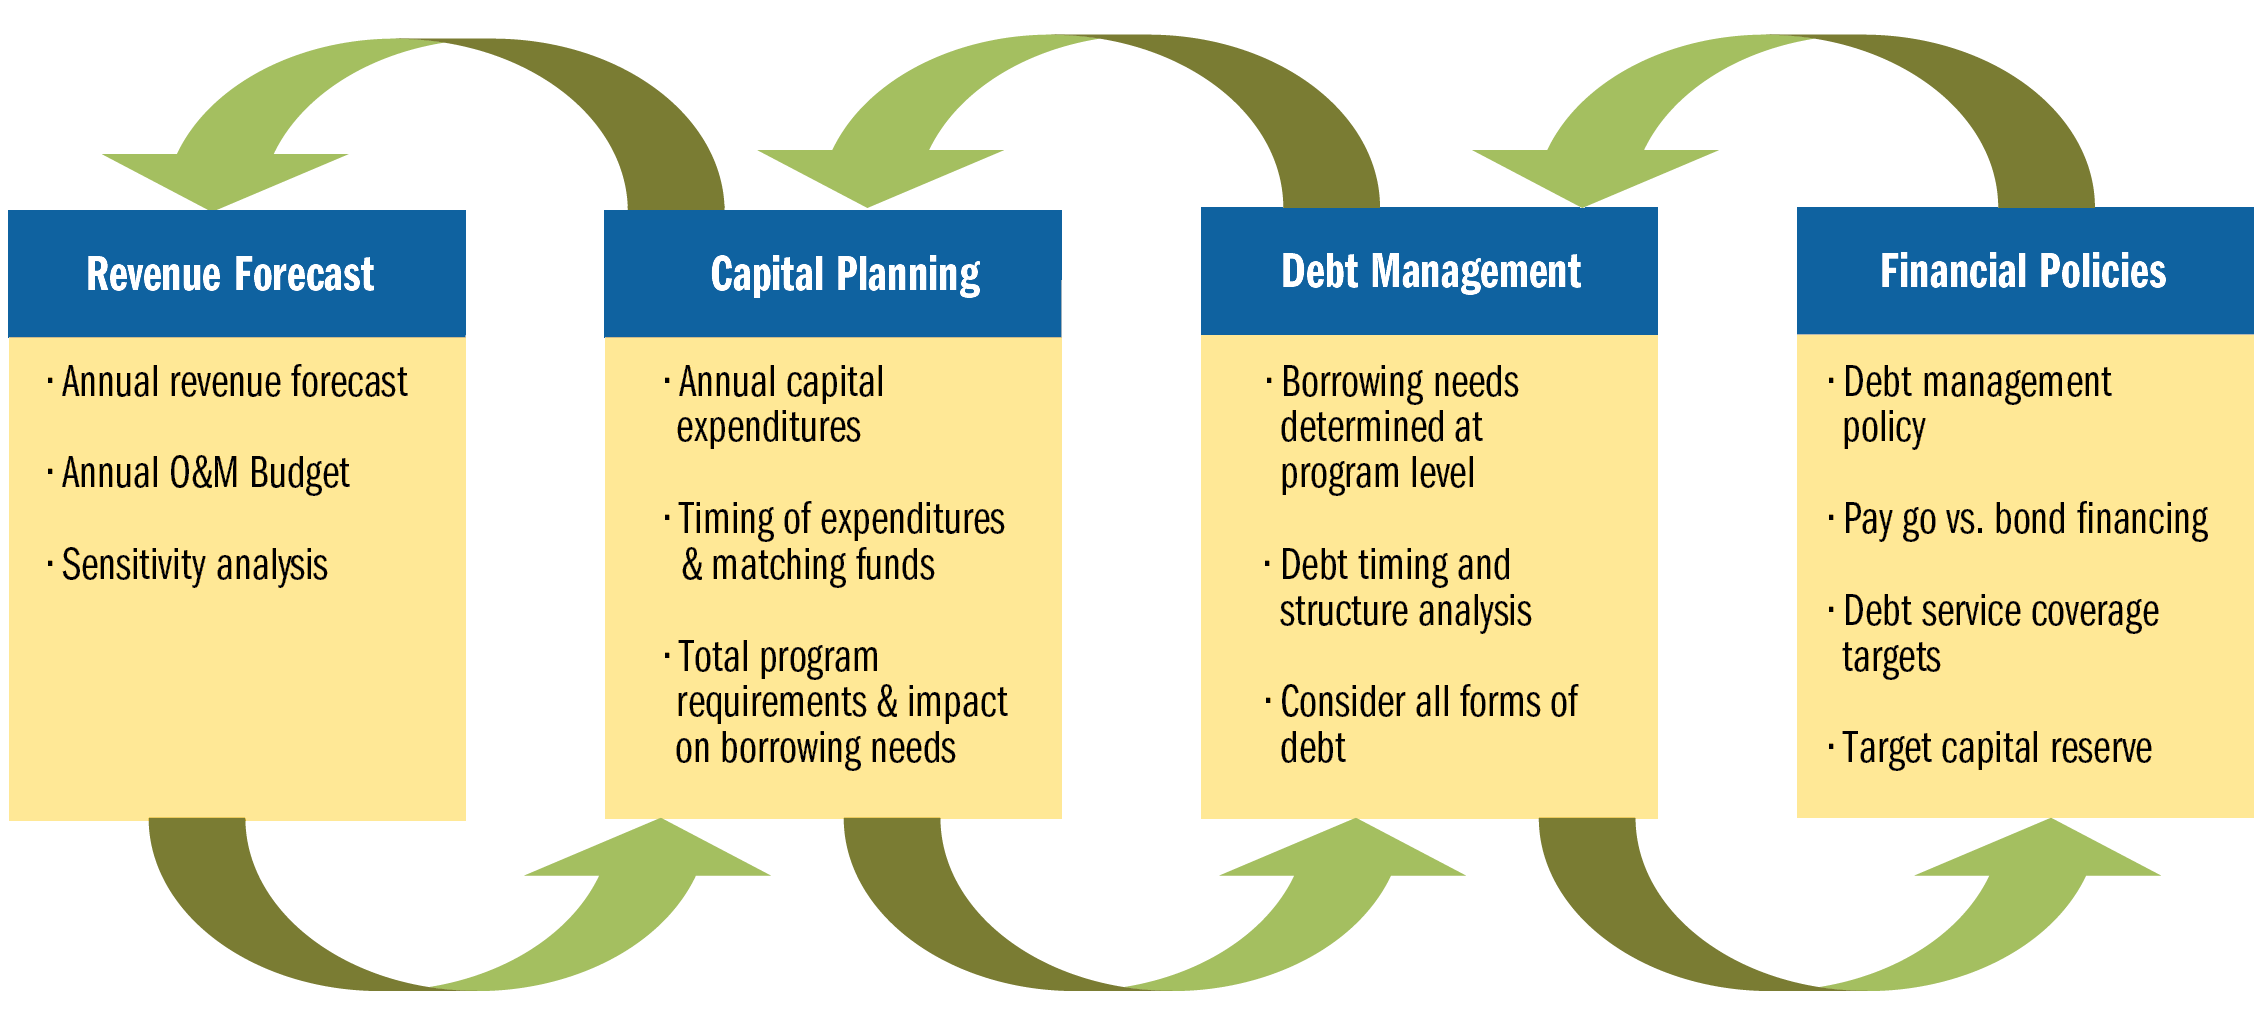 Revenue Forecast
· Annual revenue forecast
· Annual O&M Budget
· Sensitivity analysis
Capital Planning
· Annual capital
expenditures
· Timing of expenditures
& matching funds
· Total program
requirements & impact
on borrowing needs
Debt Management
· Borrowing needs
determined at
program level
· Debt timing and
structure analysis
· Consider all forms of
debt
Financial Policies
· Debt management
policy
· Pay go vs. bond financing
· Debt service coverage
targets
· Target capital reserve